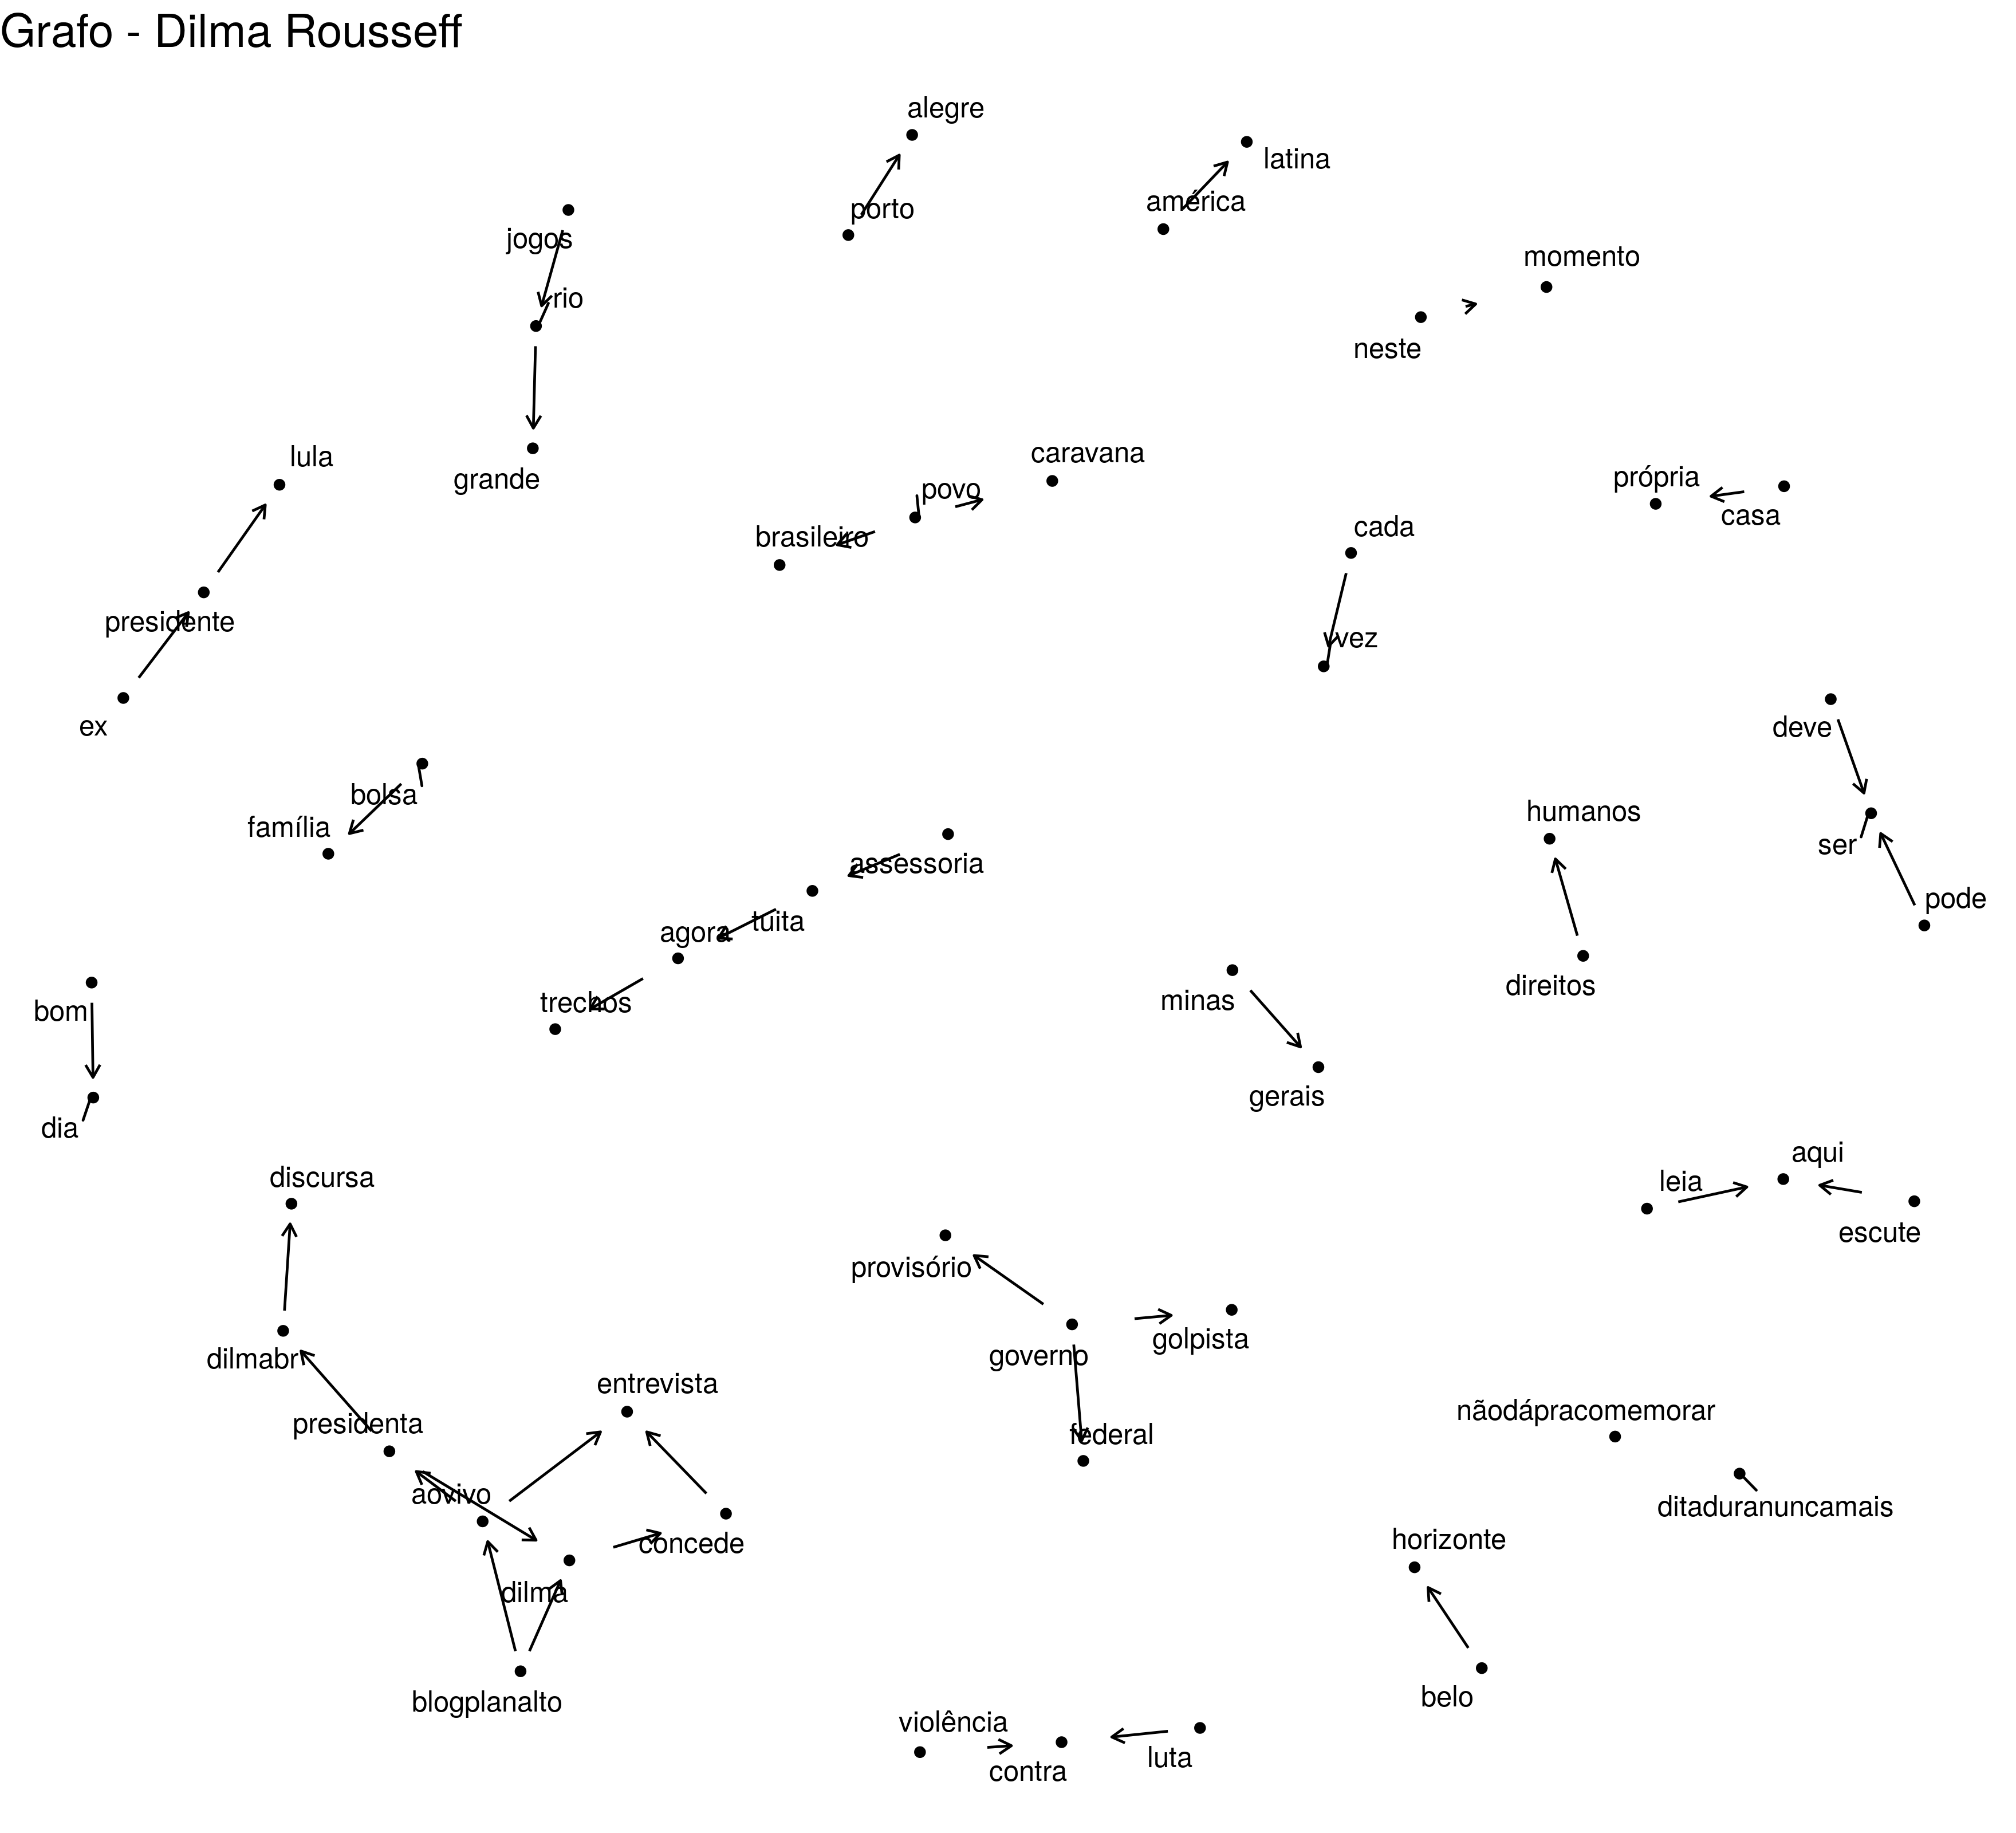 Grafo - Dilma Rousseff
alegre
latina
porto
américa
jogos
momento
rio
neste
caravana
lula
própria
grande
povo
casa
cada
brasileiro
presidente
vez
ex
deve
bolsa
humanos
família
ser
assessoria
pode
tuita
agora
direitos
minas
trechos
bom
gerais
dia
aqui
discursa
leia
escute
provisório
golpista
governo
dilmabr
entrevista
nãodápracomemorar
presidenta
federal
aovivo
ditaduranuncamais
horizonte
concede
dilma
belo
blogplanalto
violência
luta
contra